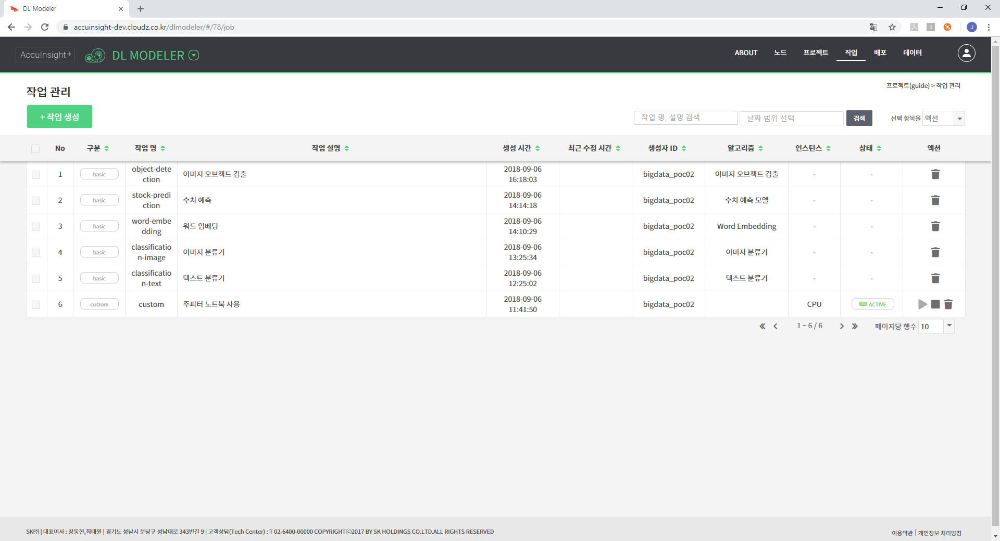 DL Modeler
accuinsight-dev.cloudz.co.kr/dlmodeler/#/78/job
J
AccuInsight+
DL MODELER
ABOUT 노드 프로젝트 작업 배포 데이터
작업 관리
프로젝트(guide) > 작업 관리
+ 작업 생성
작업 명, 설명 검색 날짜 범위 선택 검색 선택 항목을 액션
No 구분 작업 명 작업 설명 생성 시간 최근 수정 시간 생성자 ID 알고리즘 인스턴스 상태 액션
1 basic object-dete 이미지 오브젝트 검출 2018-09-06 bigdata_poc02 이미지 오브젝트 검출 - -
ction 16:18:03
2 basic stock-predi 수치 예측 2018-09-06 bigdata_poc02 수치 예측 모델 - -
ction 14:14:18
3 basic word-embe 워드 임베딩 2018-09-06 bigdata_poc02 Word Embedding - -
dding 14:10:29
4 basic classificatio 이미지 분류기 2018-09-06 bigdata_poc02 이미지 분류기 - -
n-image 13:25:34
5 basic classificatio 텍스트 분류기 2018-09-06 bigdata_poc02 텍스트 분류기 - -
n-text 12:25:02
6 custom custom 주피터 노트북 사용 2018-09-06 bigdata_poc02 CPU ACTIVE
11:41:50
1 ~ 6 / 6 페이지당 행수 10
SK㈜ | 대표이사 : 장동현,최태원 | 경기도 성남시 분당구 성남대로 343번길 9 | 고객상담(Tech Center) : T 02-6400-00000 COPYRIGHTⓒ2017 BY SK HOLDINGS CO.LTD.ALL RIGHTS RESERVED
이용약관 | 개인정보 처리방침